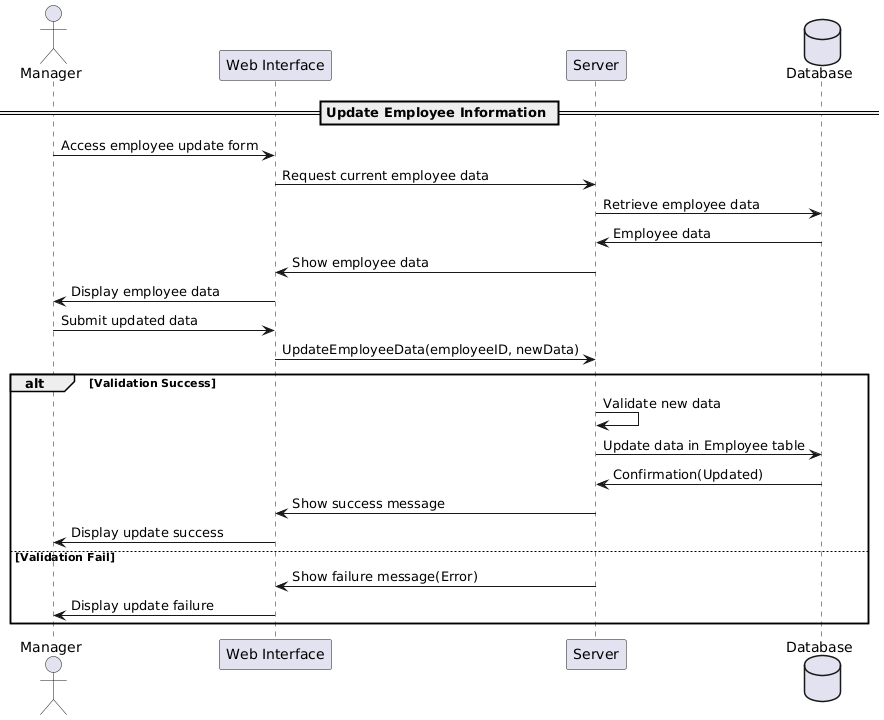 Manager
Web Interface
Server
Database
Update Employee Information
Access employee update form
Request current employee data
Retrieve employee data
Employee data
Show employee data
Display employee data
Submit updated data
UpdateEmployeeData(employeeID, newData)
alt [Validation Success]
Validate new data
Update data in Employee table
Confirmation(Updated)
Show success message
Display update success
[Validation Fail]
Show failure message(Error)
Display update failure
Manager
Web Interface
Server
Database